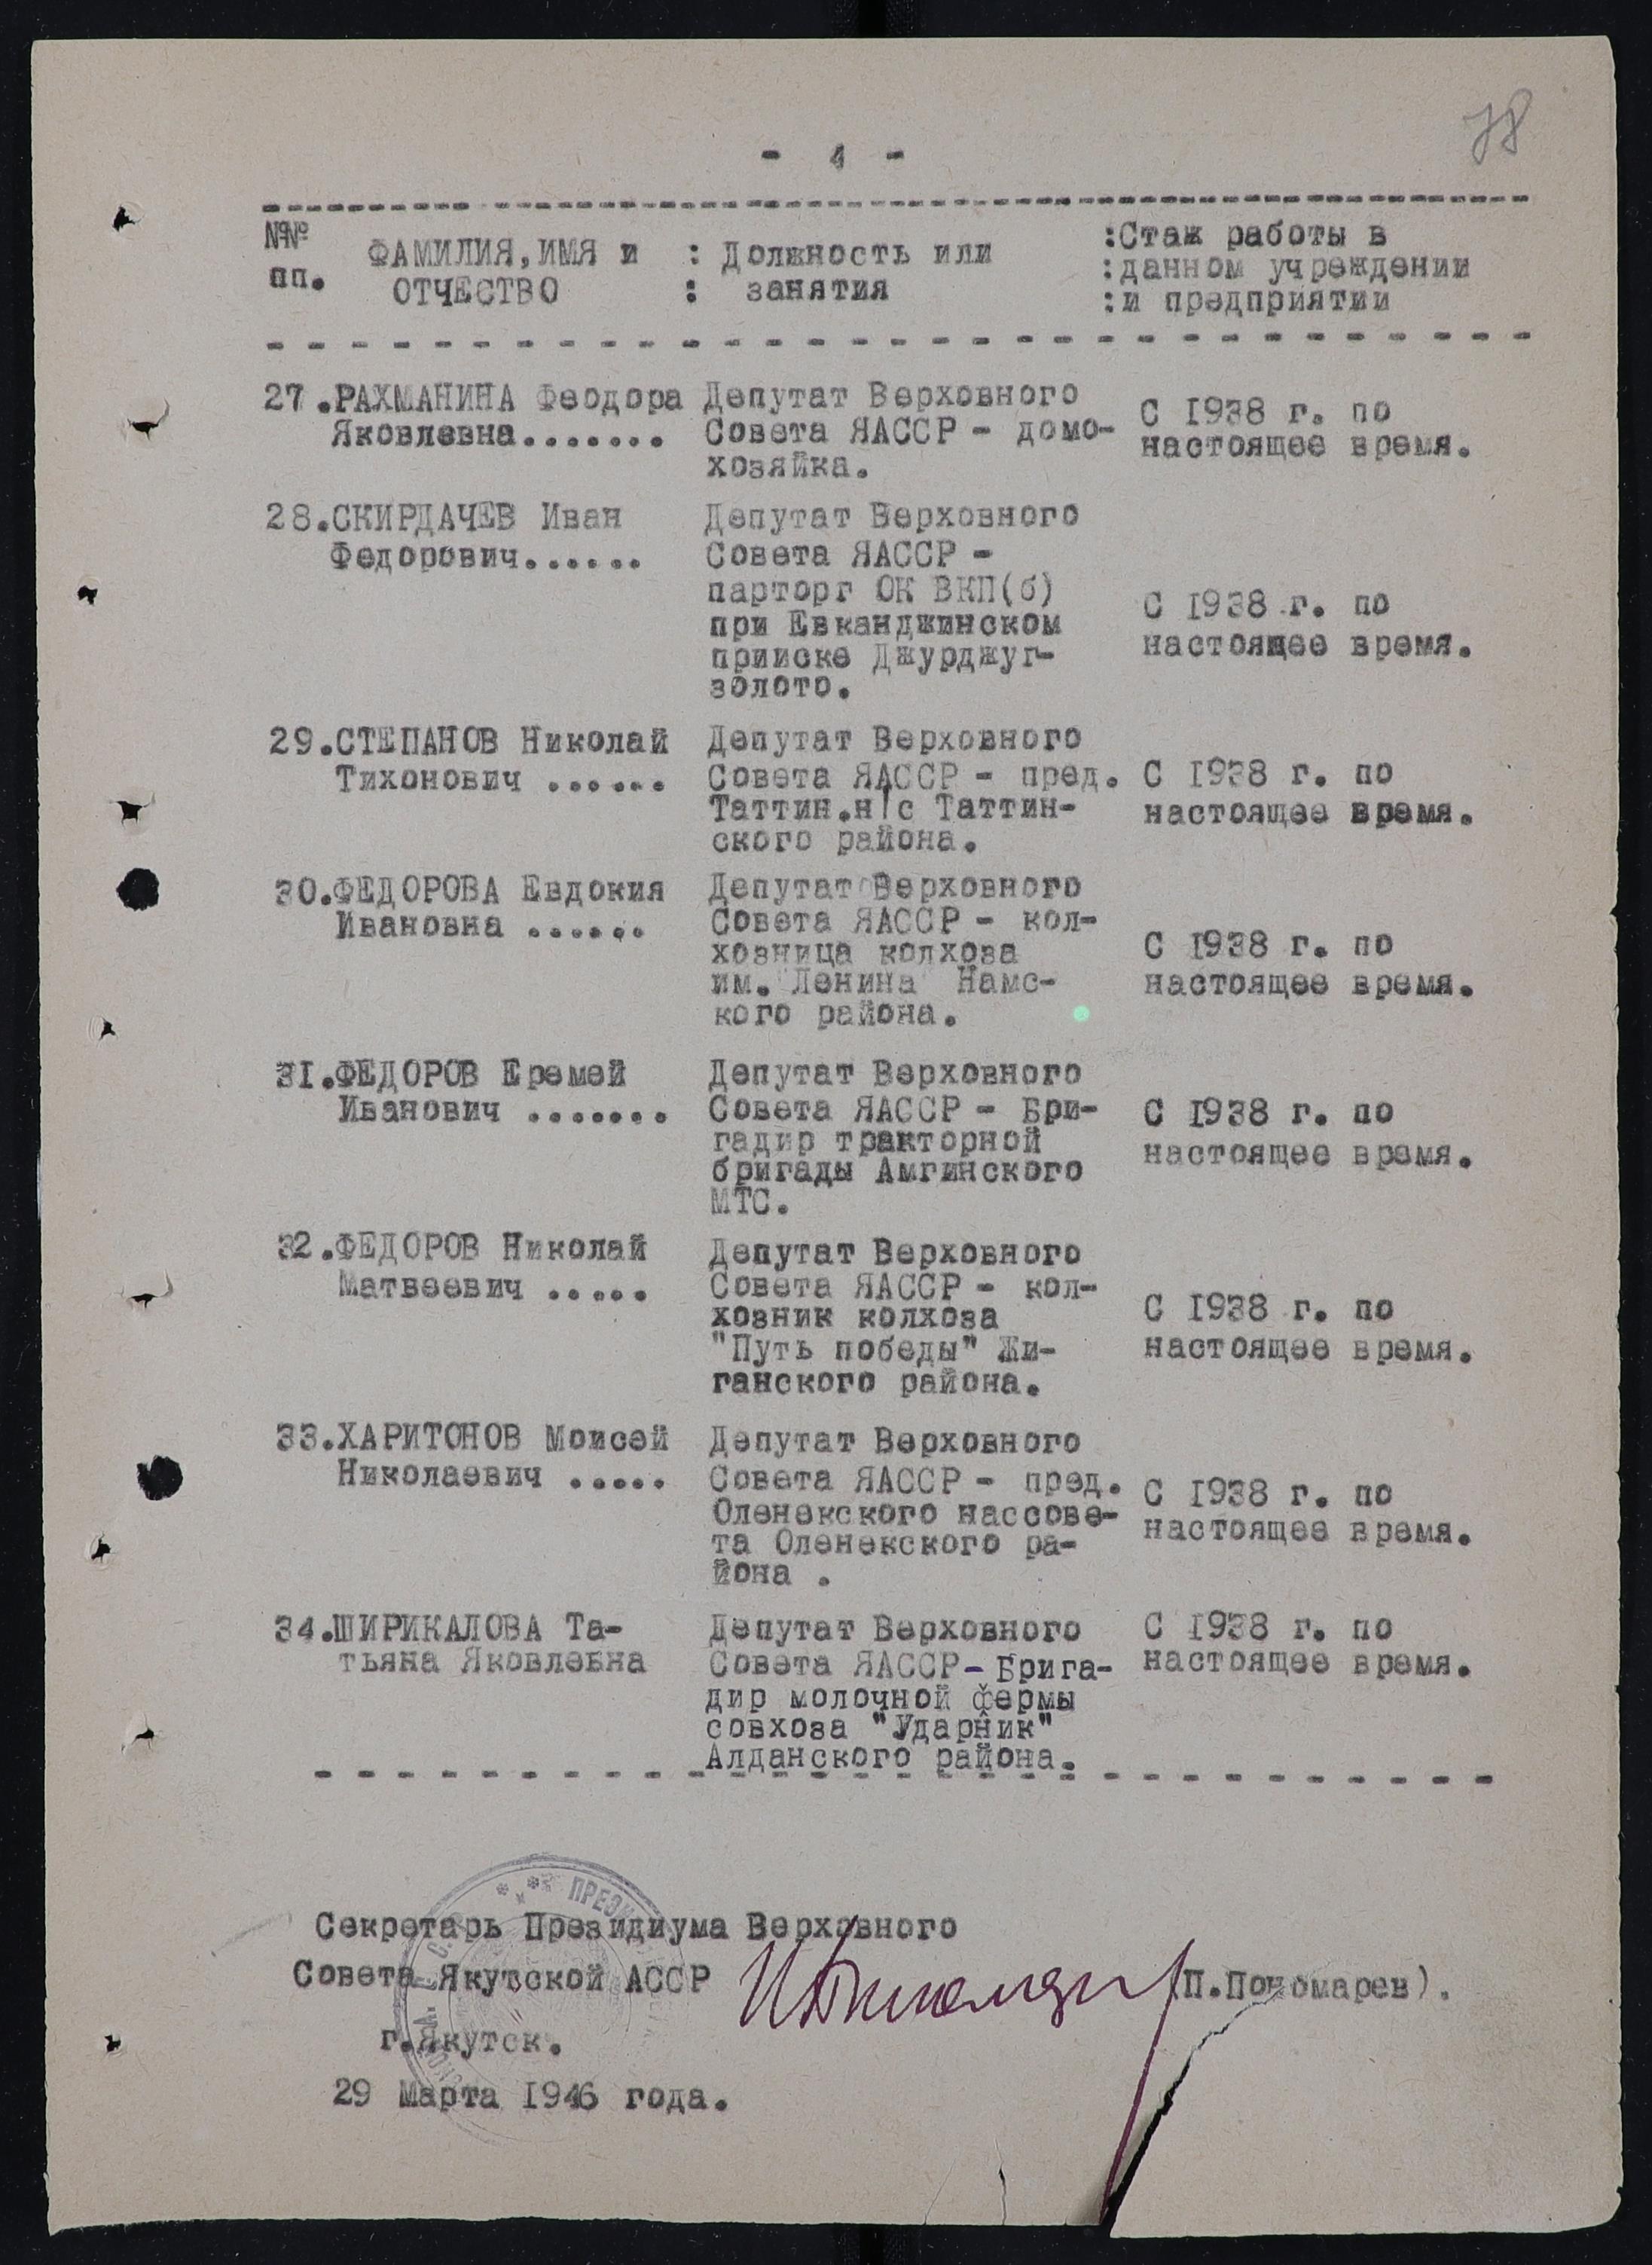 78
- 4 -
№№ пп. ФАМИЛИЯ, ИМЯ и ОТЧЕСТВО : Должность или занятия :Стаж работы в данном учреждении и предприятии
27.РАХМАНИНА Феодора Депутат Верховного
Яковлевна....... Совета ЯАССР - домо- С 1938 г. по
хозяйка. настоящее время.
28.СКИРДАЧЕВ Иван Депутат Верховного
Федорович...... Совета ЯАССР -
парторг ОК ВКП(б)
при Евканджинском С 1938 г. по
прииске Джурджуг- настоящее время.
золото.
29.СТЕПАНОВ Николай Депутат Верховного
Тихонович ...... Совета ЯАССР - пред. С 1938 г. по
Таттин.н|с Таттин- настоящее время.
ского района.
30.ФЕДОРОВА Евдокия Депутат Верховного
Ивановна ...... Совета ЯАССР - кол-
хозница колхоза С 1938 г. по
им."Ленина" Намс- настоящее время.
кого района.
31.ФЕДОРОВ Еремей Депутат Верховного
Иванович ....... Совета ЯАССР - Бри- С 1938 г. по
гадир тракторной настоящее время.
бригады Амгинского
МТС.
32.ФЕДОРОВ Николай Депутат Верховного
Матвеевич ..... Совета ЯАССР - кол-
хозник колхоза С 1938 г. по
"Путь победы" Жи- настоящее время.
ганского района.
33.ХАРИТОНОВ Моисей Депутат Верховного
Николаевич ..... Совета ЯАССР - пред. С 1938 г. по
Оленекского нассове- настоящее время.
та Оленекского ра-
йона .
34.ШИРИКАЛОВА Та- Депутат Верховного С 1938 г. по
тьяна Яковлевна Совета ЯАССР- Брига- настоящее время.
дир молочной фермы
совхоза "Ударник"
Алданского района.
Секретарь Президиума Верховного
Совета Якутской АССР (П.Пономарев).
г.Якутск.
29 Марта 1946 года.